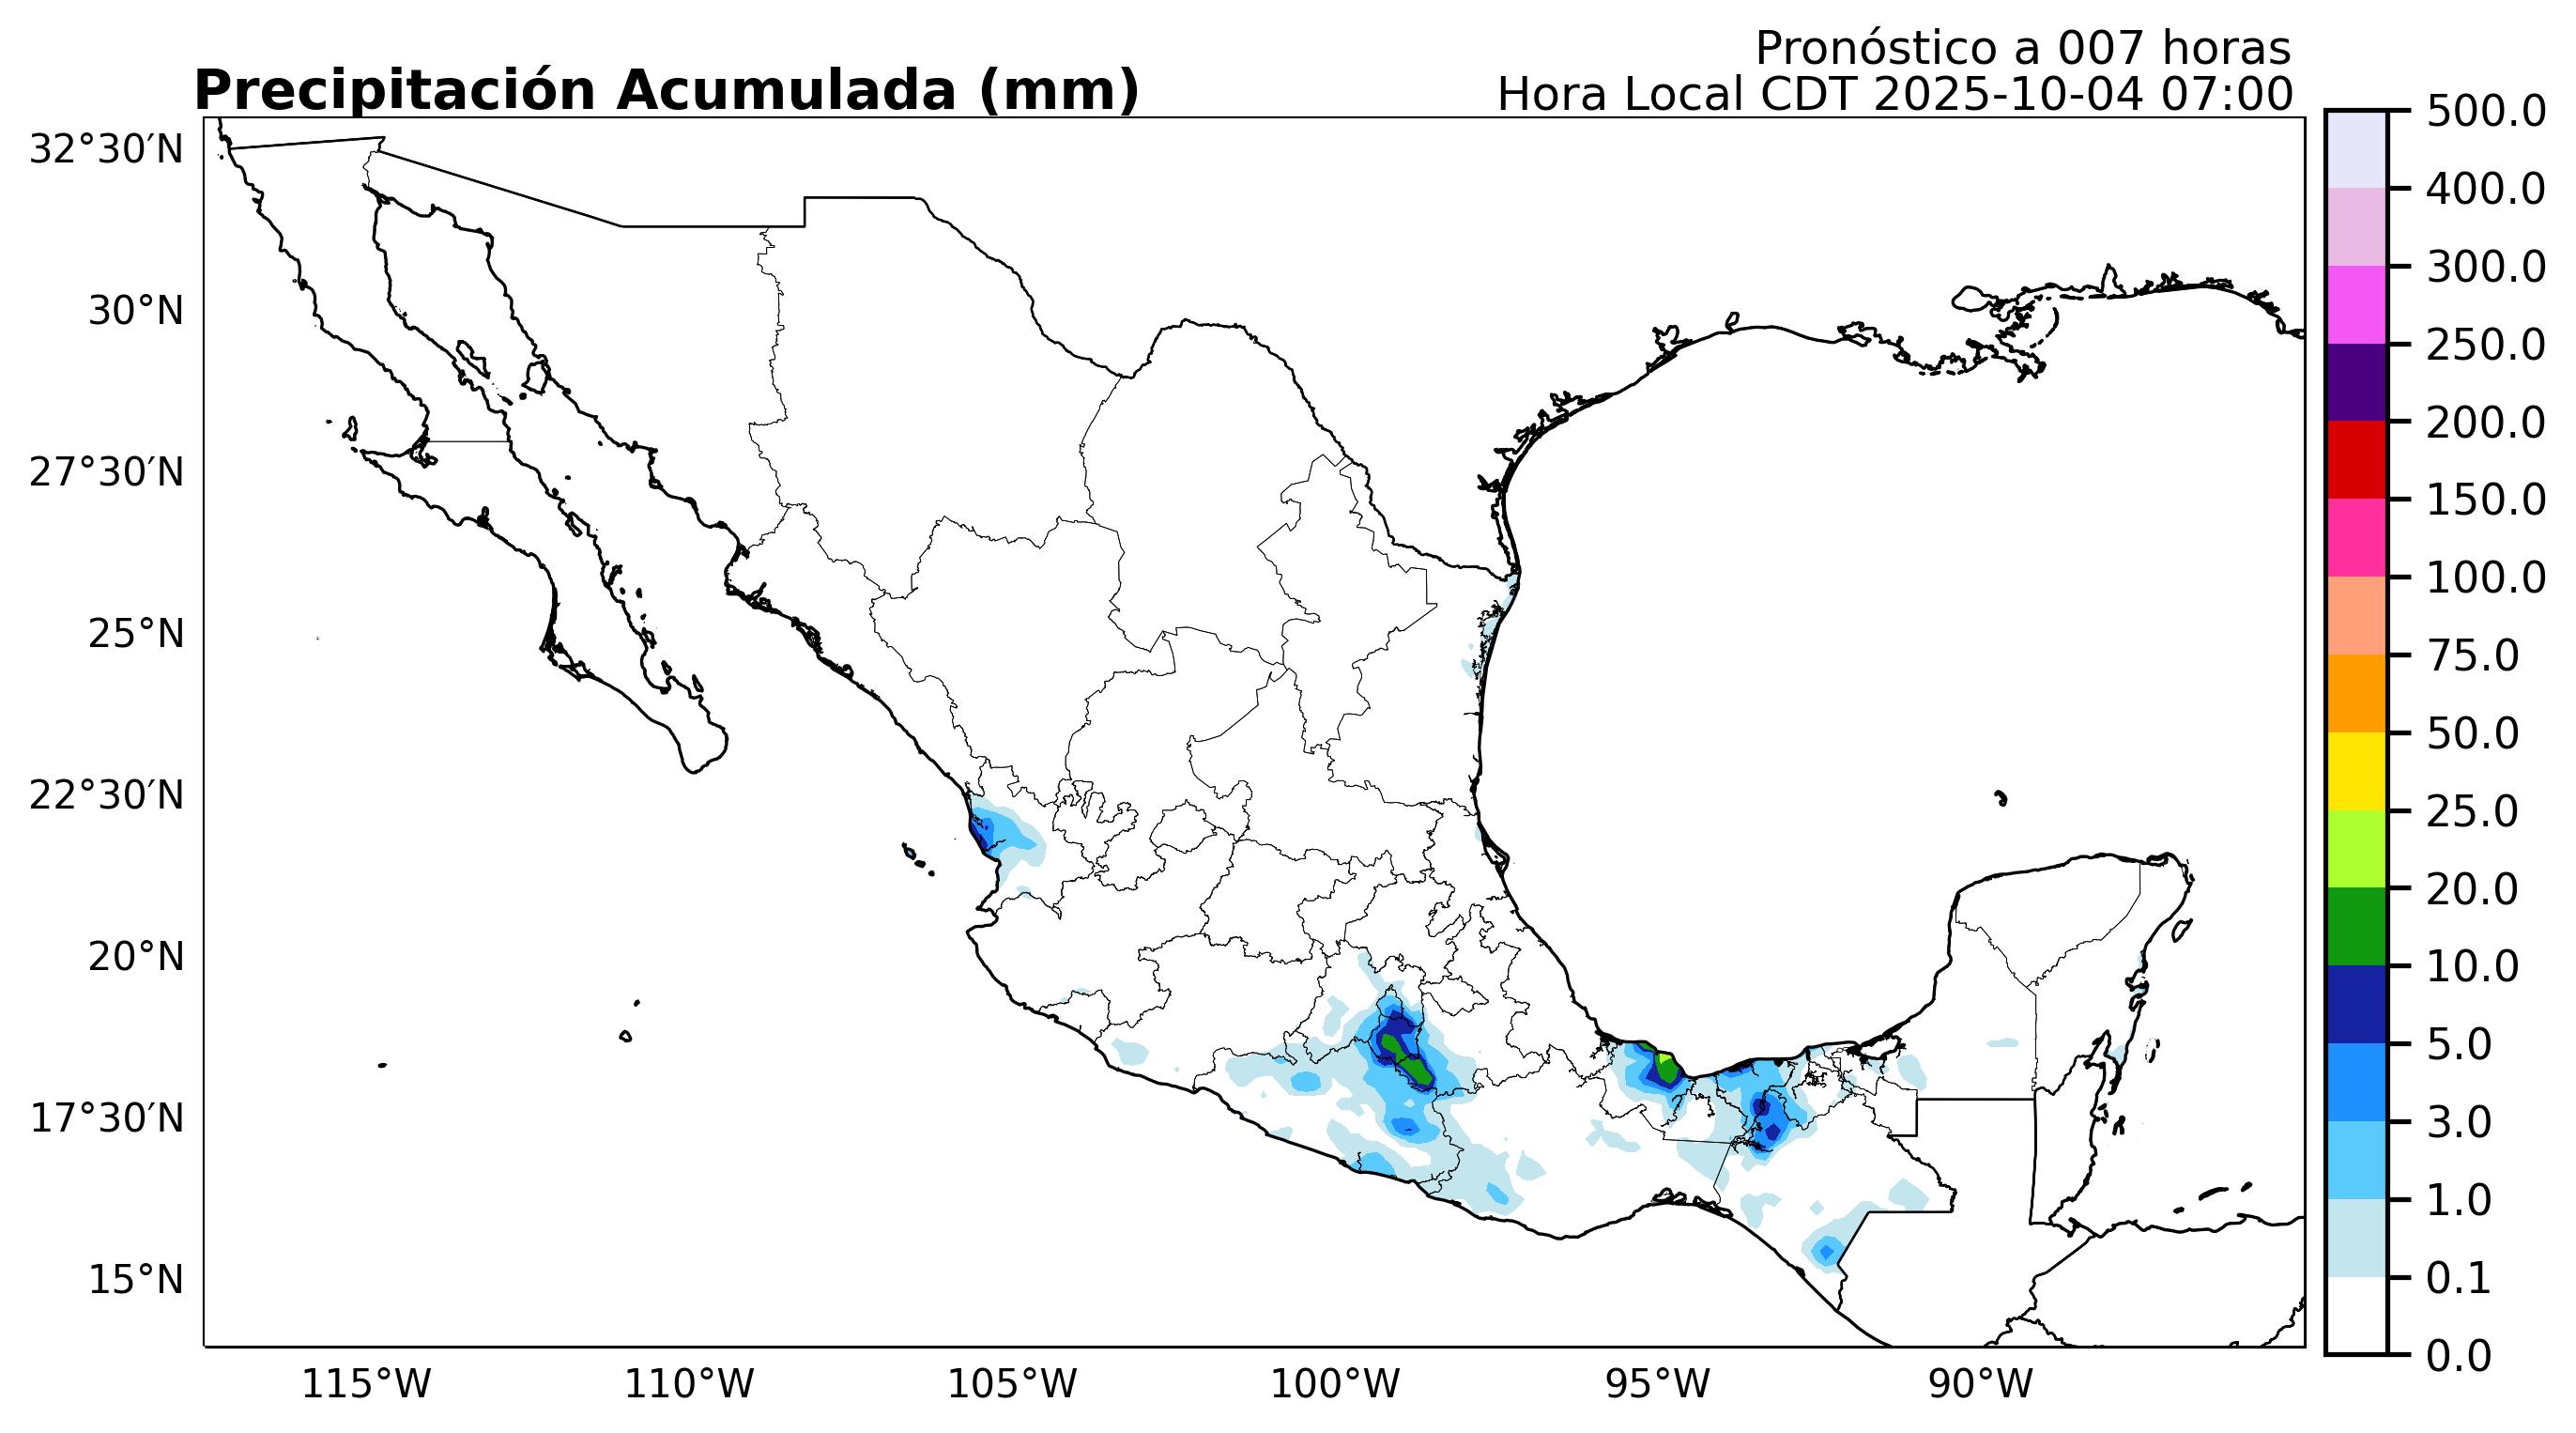 Pronóstico a 007 horas
Precipitación Acumulada (mm)
Hora Local CDT 2025-10-04 07:00
32°30′N
30°N
27°30′N
25°N
22°30′N
20°N
17°30′N
15°N
115°W
110°W
105°W
100°W
95°W
90°W
500.0
400.0
300.0
250.0
200.0
150.0
100.0
75.0
50.0
25.0
20.0
10.0
5.0
3.0
1.0
0.1
0.0